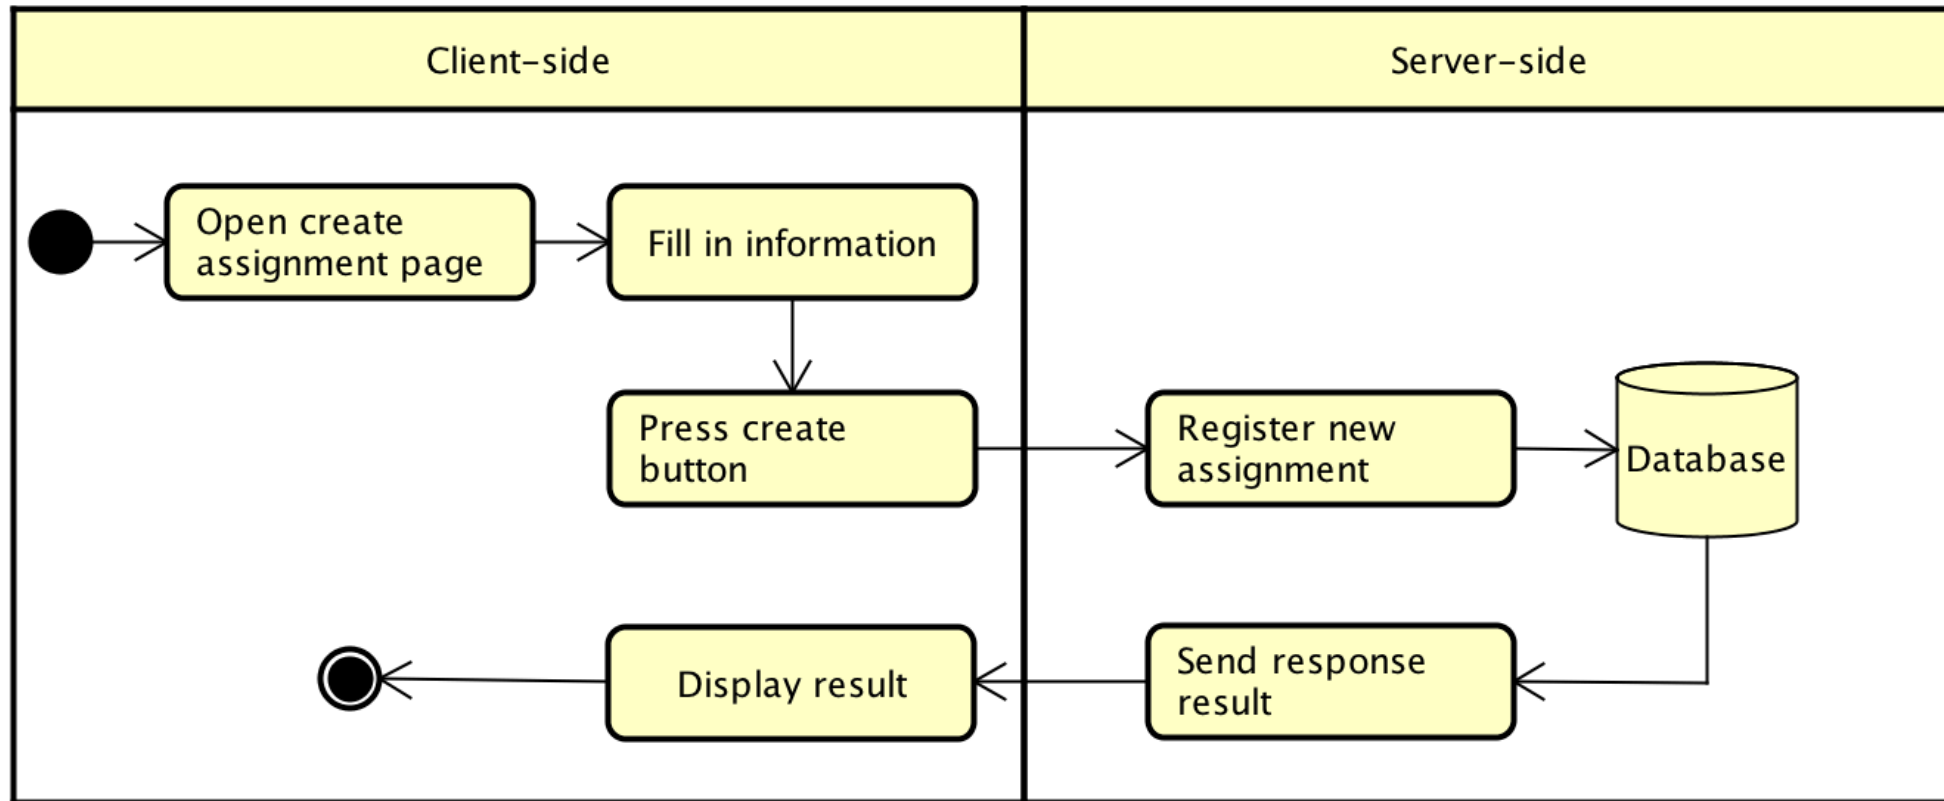 Client-side
Server-side
Open create
assignment page
Fill in information
Press create
button
Register new
assignment
Database
Send response
result
Display result